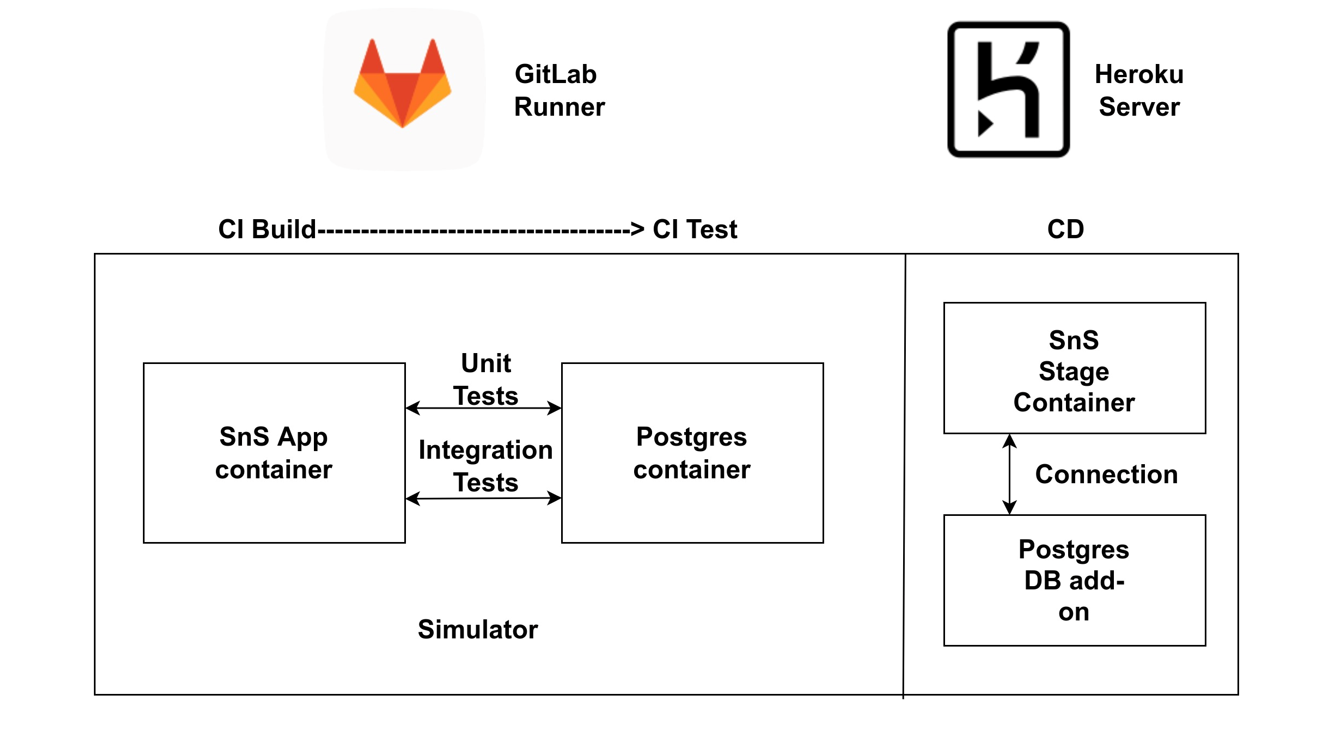 GitLab
Runner
Heroku
Server
CI Build------------------------------------> CI Test
CD
SnS App
container
Unit
Tests
Integration
Tests
Postgres
container
Simulator
SnS
Stage
Container
Connection
Postgres
DB add-
on